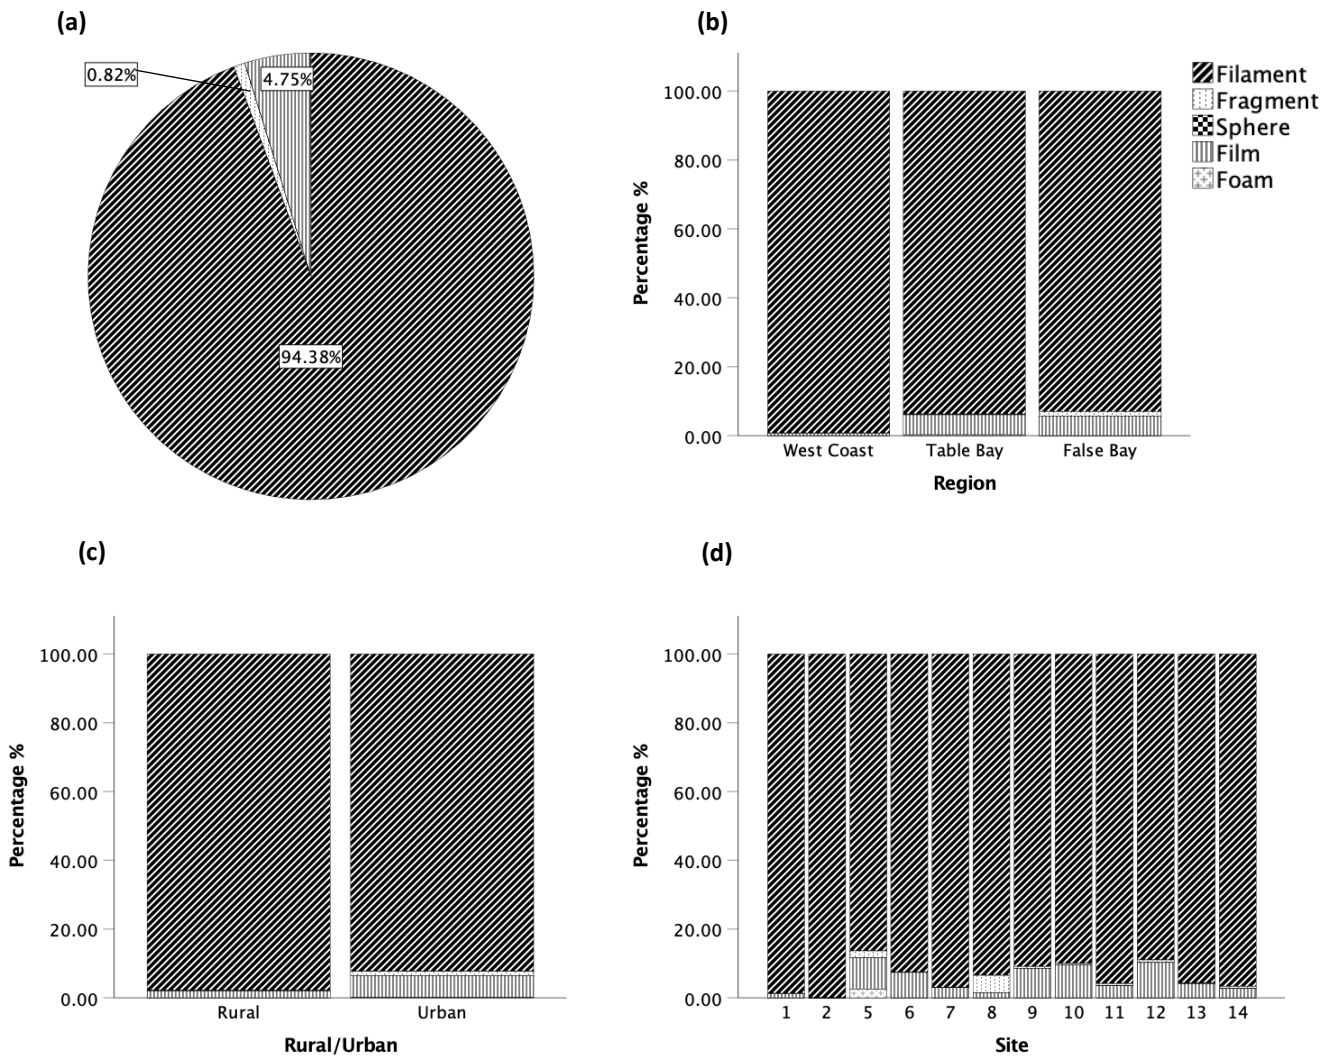 (a)
0.82%
4.75%
94.38%
(b)
Percentage %
100.00
80.00
60.00
40.00
20.00
0.00
West Coast Table Bay False Bay
Region
Filament
Fragment
Sphere
Film
Foam
(c)
Percentage %
100.00
80.00
60.00
40.00
20.00
0.00
Rural Urban
Rural/Urban
(d)
Percentage %
100.00
80.00
60.00
40.00
20.00
0.00
1 2 5 6 7 8 9 10 11 12 13 14
Site